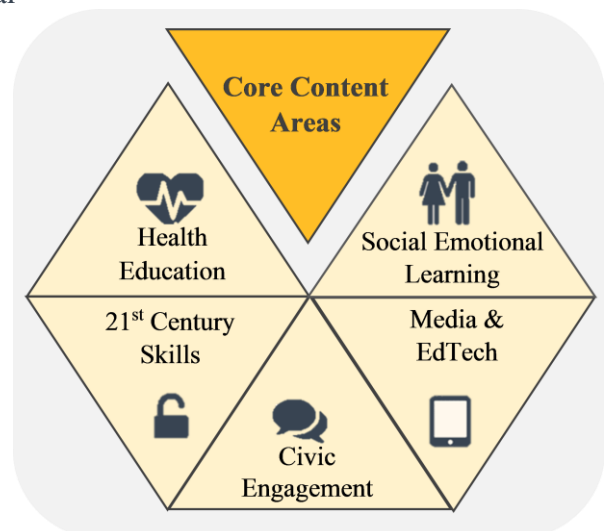 Core Content
Areas
Health
Education
Social Emotional
Learning
21st Century
Skills
Media &
EdTech
Civic
Engagement